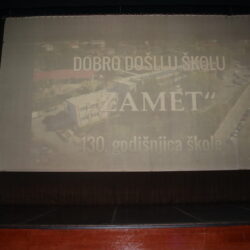 DOBRO DOŠLI U ŠKOLU
"ZAMET"
130. godišnjica škole